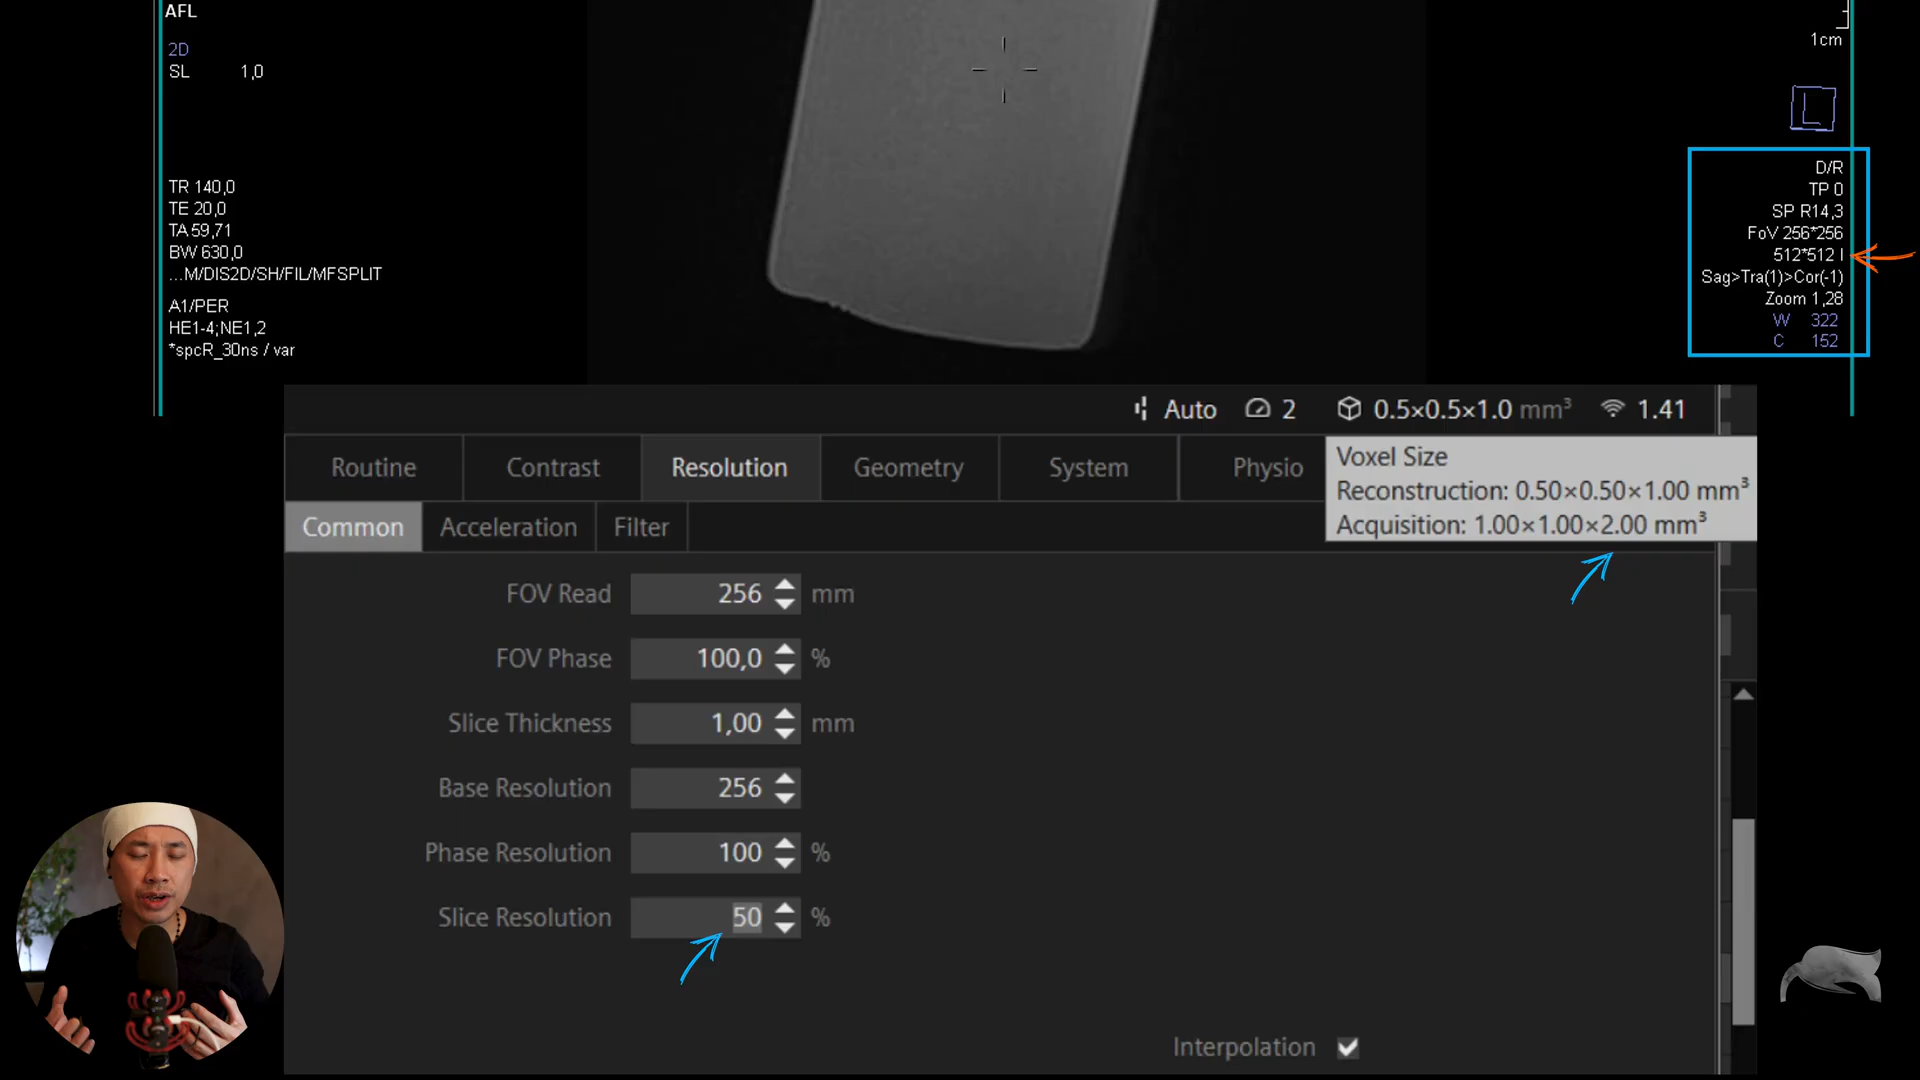 AFL
2D
SL 1,0
TR 140,0
TE 20,0
TA 59,71
BW 630,0
...M/DIS2D/SH/FIL/MFSPLIT
A1/PER
HE1-4;NE1,2
*spcR_30ns / var
1cm
L
D/R
TP 0
SP R14,3
FoV 256*256
512*512 I
Sag>Tra(1)>Cor(-1)
Zoom 1,28
W 322
C 152
Auto 2 0.5×0.5×1.0 mm³ 1.41
Routine Contrast Resolution Geometry System Physio
Voxel Size
Reconstruction: 0.50×0.50×1.00 mm³
Acquisition: 1.00×1.00×2.00 mm³
Common Acceleration Filter
FOV Read 256 mm
FOV Phase 100,0 %
Slice Thickness 1,00 mm
Base Resolution 256
Phase Resolution 100 %
Slice Resolution 50 %
Interpolation